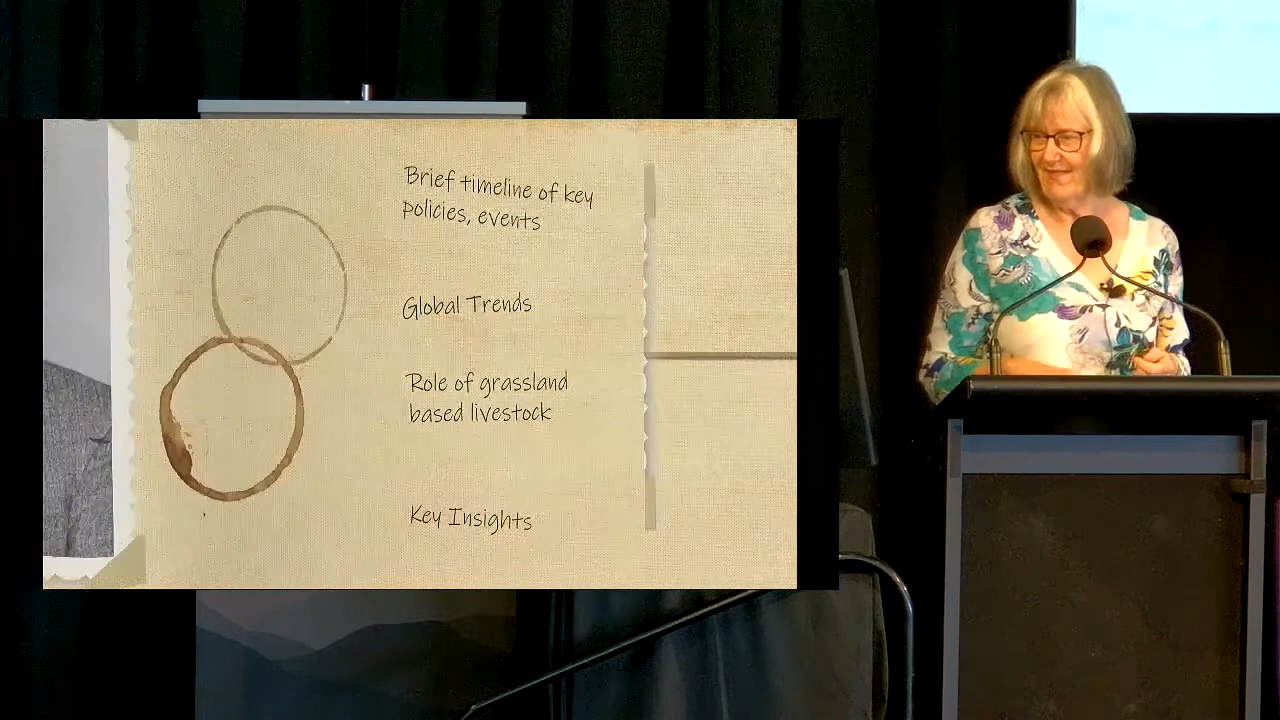 Brief timeline of key
policies, events
Global Trends
Role of grassland
based livestock
Key Insights